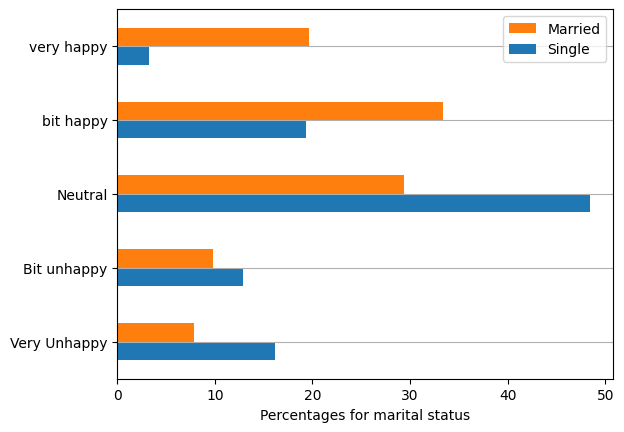 Married
Single
very happy
bit happy
Neutral
Bit unhappy
Very Unhappy
0 10 20 30 40 50
Percentages for marital status